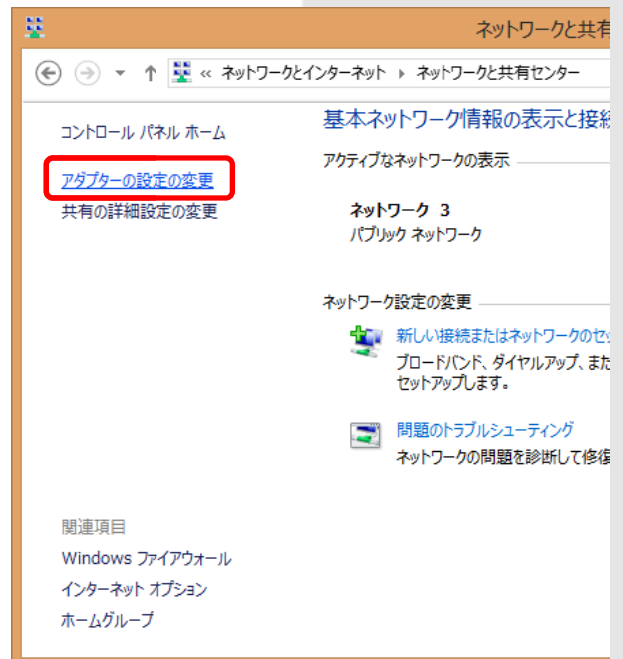 ネットワークと共有
« ネットワークとインターネット ▸ ネットワークと共有センター
コントロール パネル ホーム
アダプターの設定の変更
共有の詳細設定の変更
基本ネットワーク情報の表示と接続
アクティブなネットワークの表示
ネットワーク 3
パブリック ネットワーク
ネットワーク設定の変更
新しい接続またはネットワークのセッ
ブロードバンド、ダイヤルアップ、また
セットアップします。
問題のトラブルシューティング
ネットワークの問題を診断して修復
関連項目
Windows ファイアウォール
インターネット オプション
ホームグループ